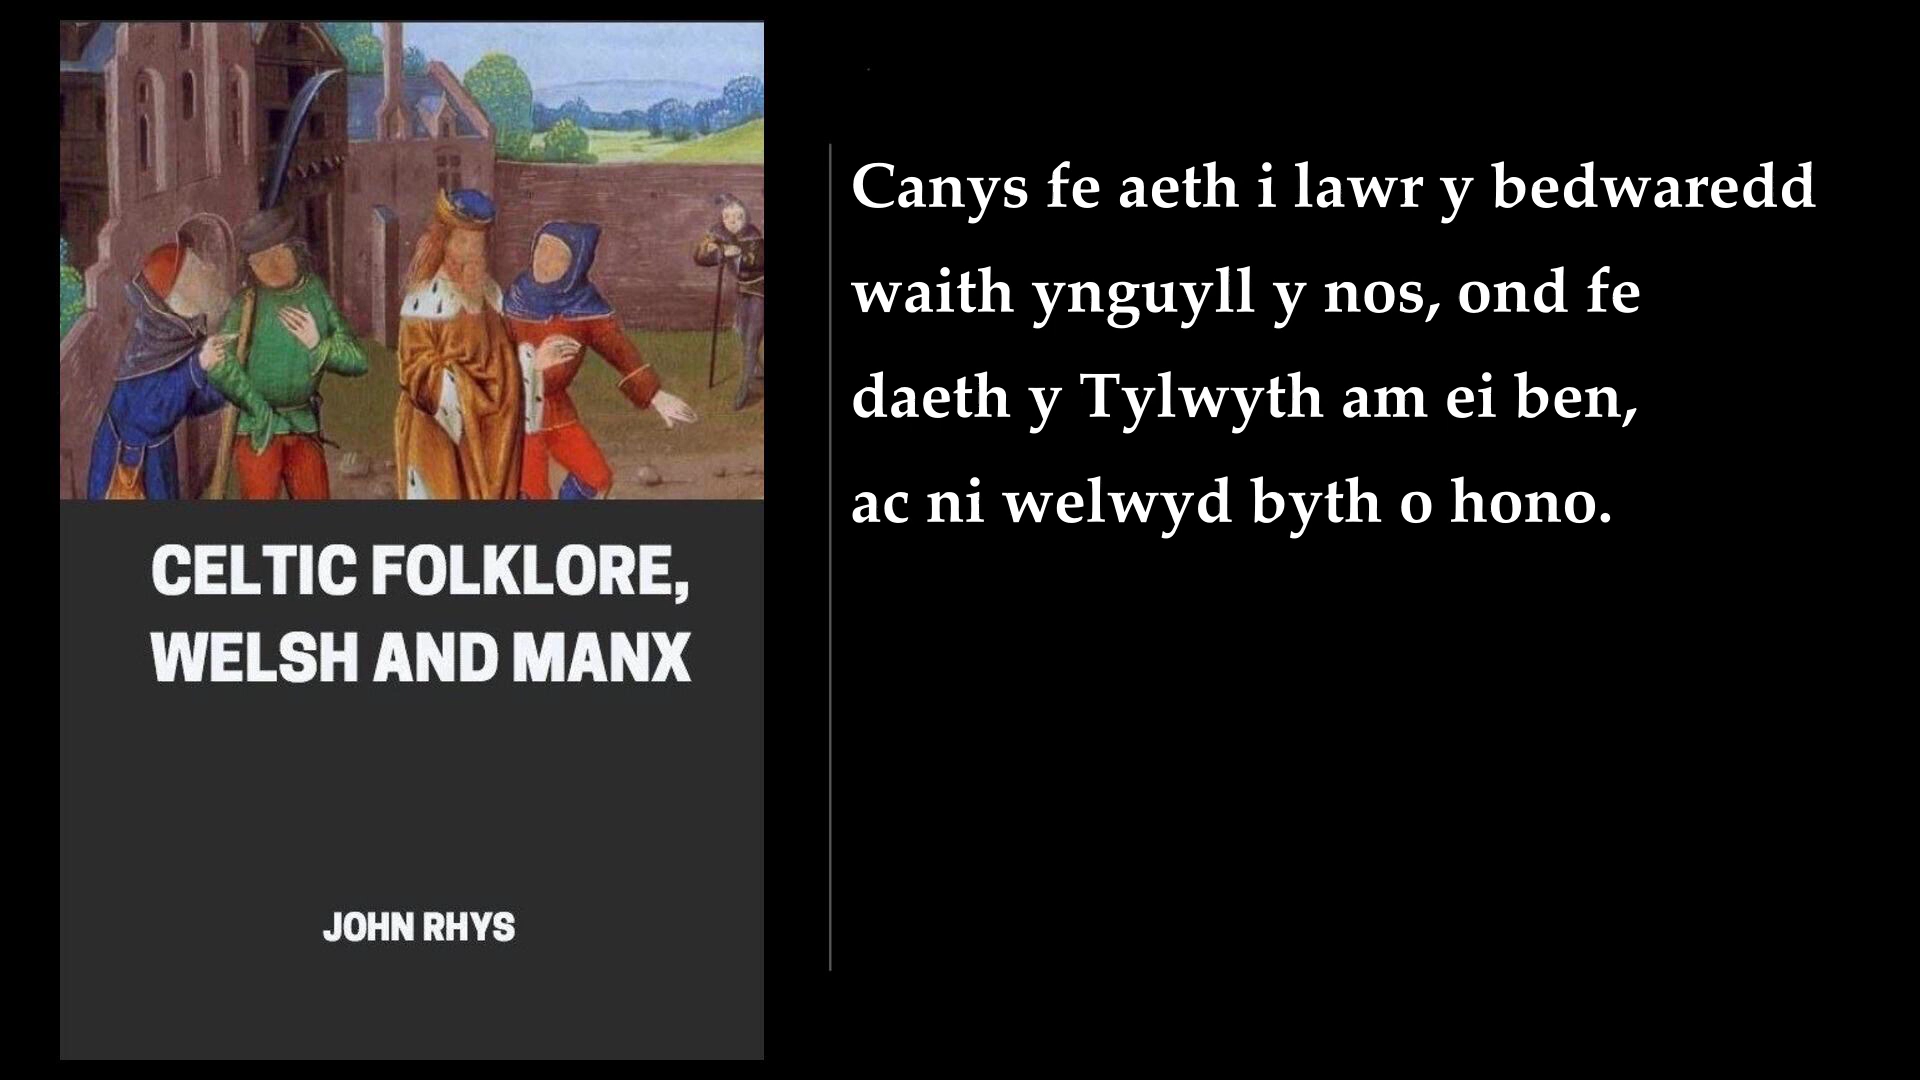 CELTIC FOLKLORE,
WELSH AND MANX
JOHN RHYS
Canys fe aeth i lawr y bedwaredd
waith ynguyll y nos, ond fe
daeth y Tylwyth am ei ben,
ac ni welwyd byth o hono.